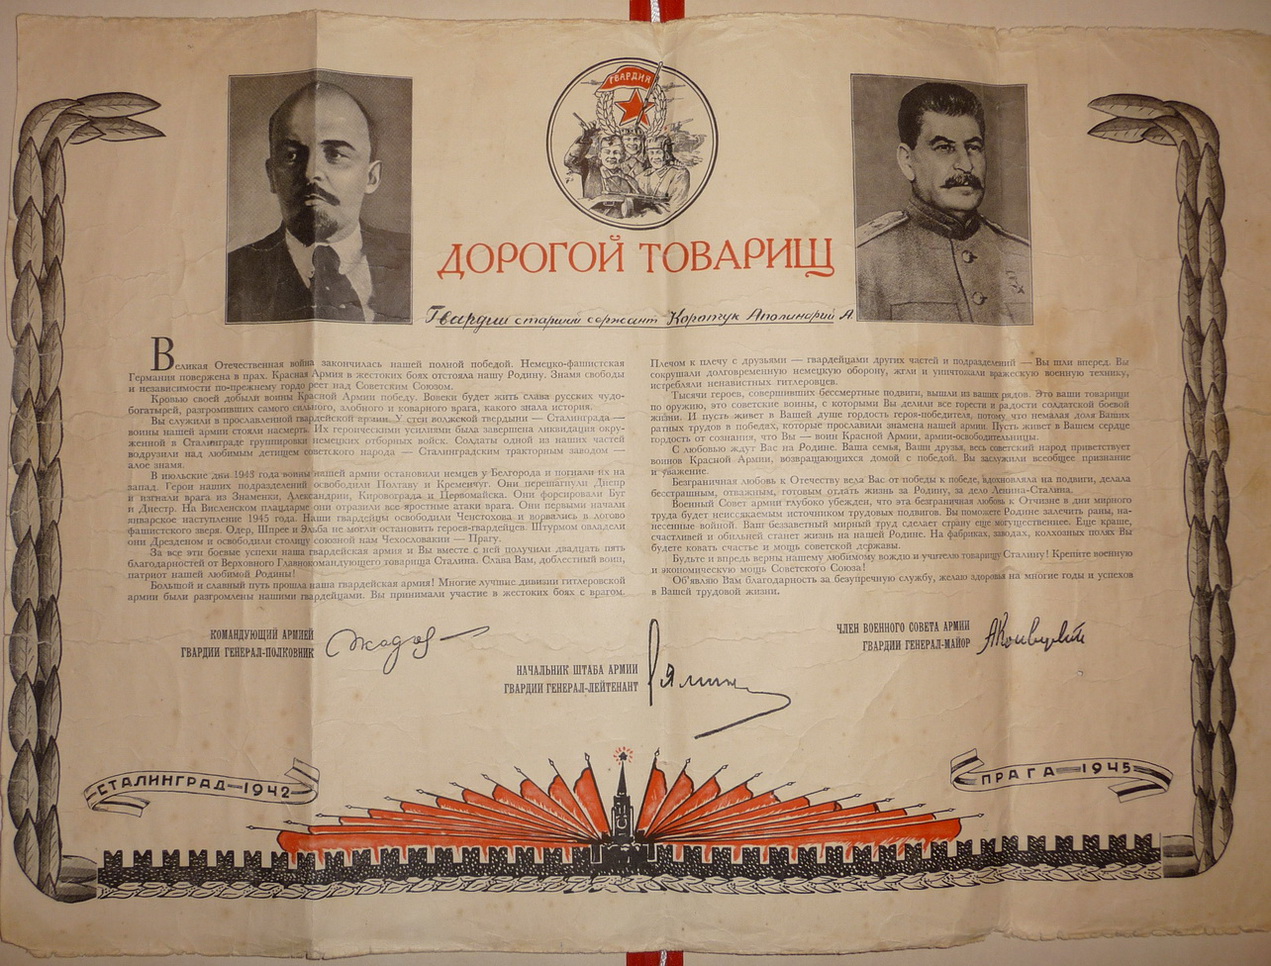 ГВАРДИЯ
ДОРОГОЙ ТОВАРИЩ
Гвардии старший сержант Коротук Аполинарий А.
Великая Отечественная война закончилась нашей полной победой. Немецко-фашистская
Германия повержена в прах. Красная Армия в жестоких боях отстояла нашу Родину. Знамя свободы
и независимости по-прежнему гордо реет над Советским Союзом.
Кровью своей добыли воины Красной Армии победу. Вовеки будет жить слава русских чудо-
богатырей, разгромивших самого сильного, злобного и коварного врага, какого знала история.
Вы служили в прославленной гвардейской армии. У стен волжской твердыни — Сталинграда —
воины нашей армии стояли насмерть. Их героическими усилиями была завершена ликвидация окру-
женной в Сталинграде группировки немецких отборных войск. Солдаты одной из наших частей
водрузили над любимым детищем советского народа — Сталинградским тракторным заводом —
алое знамя.
В июльские дни 1943 года воины нашей армии остановили немцев у Белгорода и погнали их на
запад. Герои наших подразделений освободили Полтаву и Кременчуг. Они перешагнули Днепр
и изгнали врага из Знаменки, Александрии, Кировограда и Первомайска. Они форсировали Буг
и Днестр. На Висленском плацдарме они отразили все яростные атаки врага. Они первыми начали
январское наступление 1945 года. Наши гвардейцы освободили Ченстохова и ворвались в логово
фашистского зверя. Одер, Шпрее и Эльба не могли остановить героев-гвардейцев. Штурмом овладели
они Дрезденом и освободили столицу союзной нам Чехословакии — Прагу.
За все эти боевые успехи наша гвардейская армия и Вы вместе с ней получили двадцать пять
благодарностей от Верховного Главнокомандующего товарища Сталина. Слава Вам, доблестный воин,
патриот нашей любимой Родины!
Большой и славный путь прошла наша гвардейская армия! Многие лучшие дивизии гитлеровской
армии были разгромлены нашими гвардейцами. Вы принимали участие в жестоких боях с врагом.
Плечом к плечу с друзьями — гвардейцами других частей и подразделений — Вы шли вперед. Вы
сокрушали долговременную немецкую оборону, жгли и уничтожали вражескую военную технику,
истребляли ненавистных гитлеровцев.
Тысячи героев, совершивших бессмертные подвиги, вышли из ваших рядов. Это ваши товарищи
по оружию, это советские воины, с которыми Вы делили все горести и радости солдатской боевой
жизни. И пусть живет в Вашей душе гордость героя-победителя, потому что немалая доля Ваших
ратных трудов в победах, которые прославили знамена нашей армии. Пусть живет в Вашем сердце
гордость от сознания, что Вы — воин Красной Армии, армии-освободительницы.
С любовью ждут Вас на Родине. Ваша семья, Ваши друзья, весь советский народ приветствует
воинов Красной Армии, возвращающихся домой с победой. Вы заслужили всеобщее признание
и уважение.
Безграничная любовь к Отечеству вела Вас от победы к победе, вдохновляла на подвиги, делала
бесстрашным, отважным, готовым отдать жизнь за Родину, за дело Ленина-Сталина.
Военный Совет армии глубоко убежден, что эта безграничная любовь к Отчизне в дни мирного
труда будет неиссякаемым источником трудовых подвигов. Вы поможете Родине залечить раны, на-
несенные войной. Ваш беззаветный мирный труд сделает страну еще могущественнее. Еще краше,
счастливей и обильней станет жизнь на нашей Родине. На фабриках, заводах, колхозных полях Вы
будете ковать счастье и мощь советской державы.
Будьте и впредь верны нашему любимому вождю и учителю товарищу Сталину! Крепите военную
и экономическую мощь Советского Союза!
Об'являю Вам благодарность за безупречную службу, желаю здоровья на многие годы и успехов
в Вашей трудовой жизни.
КОМАНДУЮЩИЙ АРМИЕЙ
ГВАРДИИ ГЕНЕРАЛ-ПОЛКОВНИК
НАЧАЛЬНИК ШТАБА АРМИИ
ГВАРДИИ ГЕНЕРАЛ-ЛЕЙТЕНАНТ
ЧЛЕН ВОЕННОГО СОВЕТА АРМИИ
ГВАРДИИ ГЕНЕРАЛ-МАЙОР
СТАЛИНГРАД—1942
ПРАГА—1945